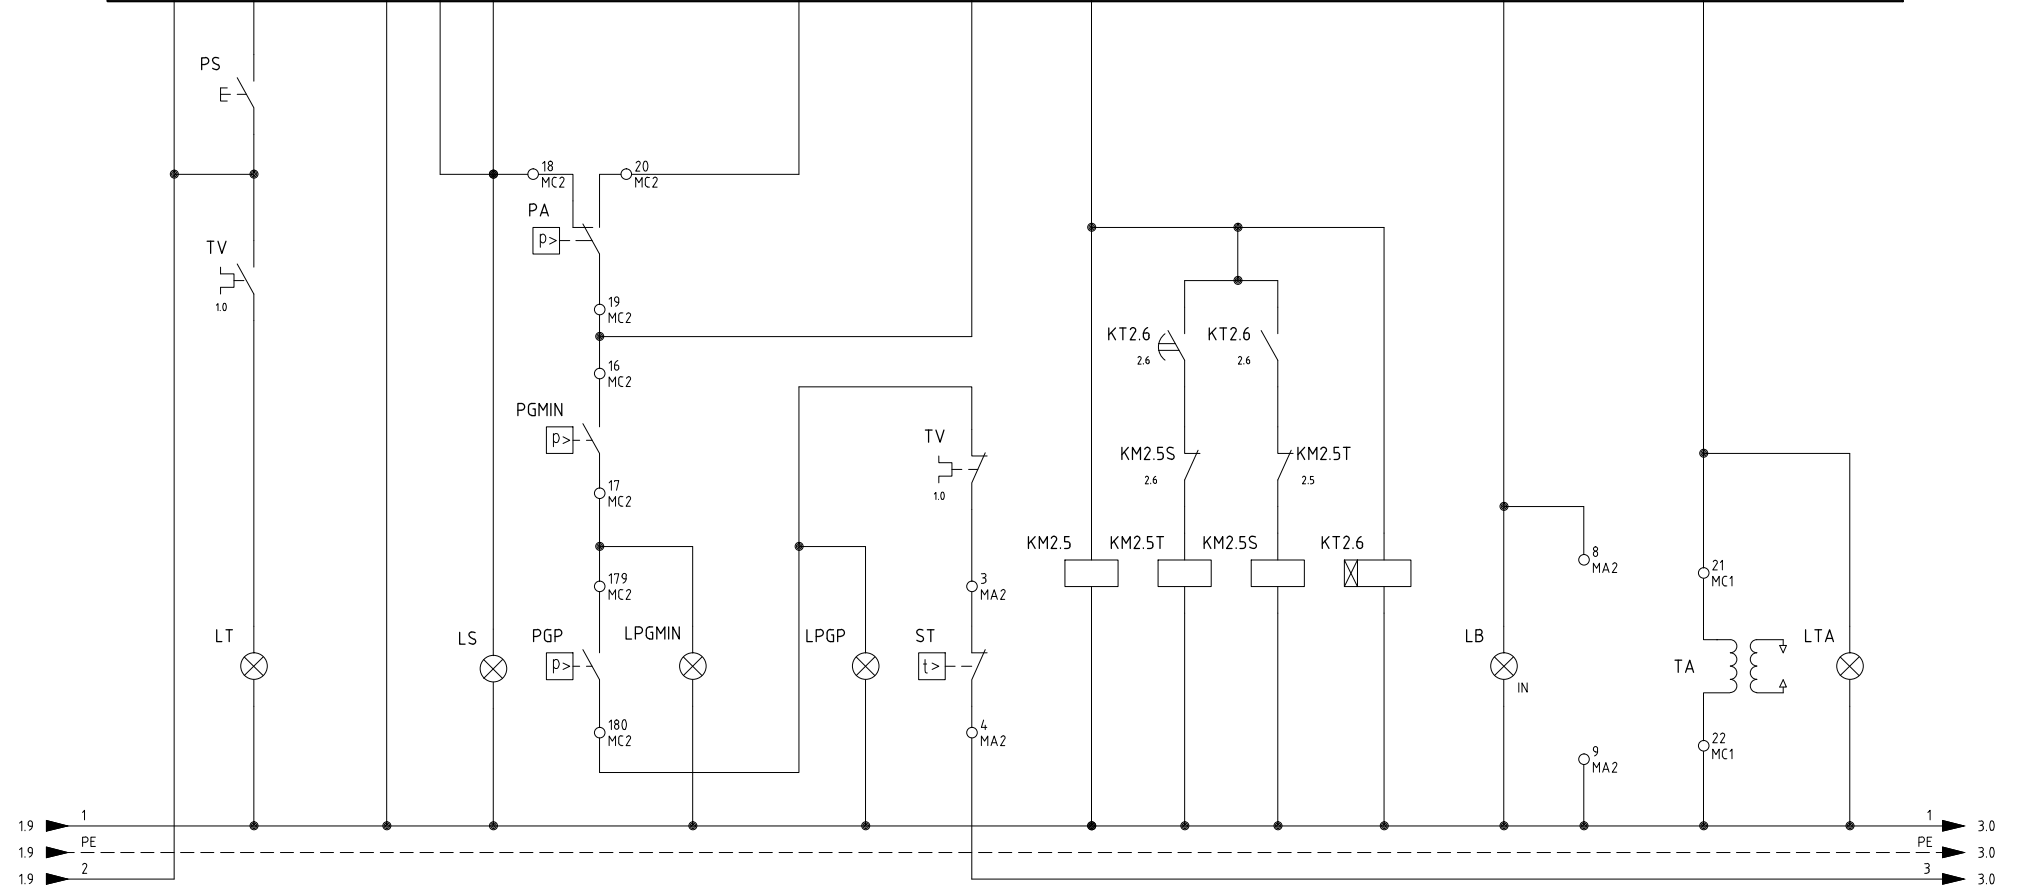 PS
18
MC2
20
MC2
PA
p>
TV
1.0
19
MC2
KT2.6
2.6
KT2.6
2.6
16
MC2
PGMIN
p>
TV
1.0
KM2.5S
2.6
KM2.5T
2.5
17
MC2
KM2.5
KM2.5T
KM2.5S
KT2.6
8
MA2
21
MC1
179
MC2
3
MA2
LT
LS
PGP
p>
LPGMIN
LPGP
ST
t>
LB
IN
TA
LTA
180
MC2
4
MA2
9
MA2
22
MC1
1.9
1
1
3.0
1.9
PE
PE
3.0
1.9
2
3
3.0